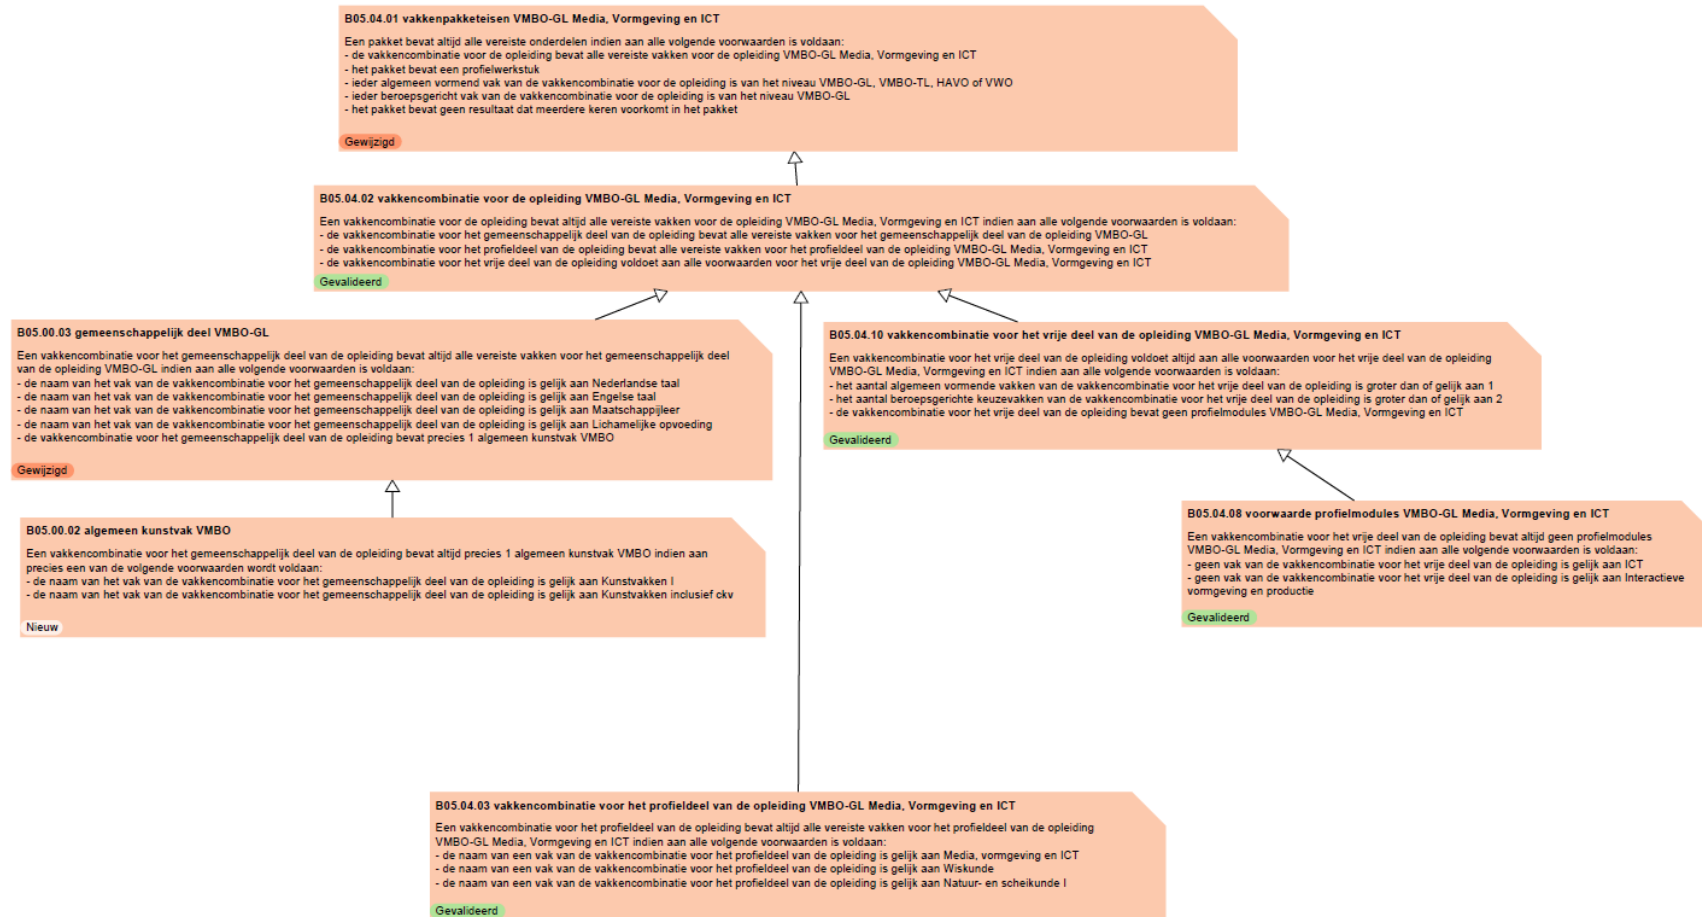 B05.04.01 vakkenpakketeisen VMBO-GL Media, Vormgeving en ICT
Een pakket bevat altijd alle vereiste onderdelen indien aan alle volgende voorwaarden is voldaan:
- de vakkencombinatie voor de opleiding bevat alle vereiste vakken voor de opleiding VMBO-GL Media, Vormgeving en ICT
- het pakket bevat een profielwerkstuk
- ieder algemeen vormend vak van de vakkencombinatie voor de opleiding is van het niveau VMBO-GL, VMBO-TL, HAVO of VWO
- ieder beroepsgericht vak van de vakkencombinatie voor de opleiding is van het niveau VMBO-GL
- het pakket bevat geen resultaat dat meerdere keren voorkomt in het pakket
Gewijzigd
B05.04.02 vakkencombinatie voor de opleiding VMBO-GL Media, Vormgeving en ICT
Een vakkencombinatie voor de opleiding bevat altijd alle vereiste vakken voor de opleiding VMBO-GL Media, Vormgeving en ICT indien aan alle volgende voorwaarden is voldaan:
- de vakkencombinatie voor het gemeenschappelijk deel van de opleiding bevat alle vereiste vakken voor het gemeenschappelijk deel van de opleiding VMBO-GL
- de vakkencombinatie voor het profieldeel van de opleiding bevat alle vereiste vakken voor het profieldeel van de opleiding VMBO-GL Media, Vormgeving en ICT
- de vakkencombinatie voor het vrije deel van de opleiding voldoet aan alle voorwaarden voor het vrije deel van de opleiding VMBO-GL Media, Vormgeving en ICT
Gevalideerd
B05.00.03 gemeenschappelijk deel VMBO-GL
Een vakkencombinatie voor het gemeenschappelijk deel van de opleiding bevat altijd alle vereiste vakken voor het gemeenschappelijk deel
van de opleiding VMBO-GL indien aan alle volgende voorwaarden is voldaan:
- de naam van het vak van de vakkencombinatie voor het gemeenschappelijk deel van de opleiding is gelijk aan Nederlandse taal
- de naam van het vak van de vakkencombinatie voor het gemeenschappelijk deel van de opleiding is gelijk aan Engelse taal
- de naam van het vak van de vakkencombinatie voor het gemeenschappelijk deel van de opleiding is gelijk aan Maatschappijleer
- de naam van het vak van de vakkencombinatie voor het gemeenschappelijk deel van de opleiding is gelijk aan Lichamelijke opvoeding
- de vakkencombinatie voor het gemeenschappelijk deel van de opleiding bevat precies 1 algemeen kunstvak VMBO
Gewijzigd
B05.04.10 vakkencombinatie voor het vrije deel van de opleiding VMBO-GL Media, Vormgeving en ICT
Een vakkencombinatie voor het vrije deel van de opleiding voldoet altijd aan alle voorwaarden voor het vrije deel van de opleiding
VMBO-GL Media, Vormgeving en ICT indien aan alle volgende voorwaarden is voldaan:
- het aantal algemeen vormende vakken van de vakkencombinatie voor het vrije deel van de opleiding is groter dan of gelijk aan 1
- het aantal beroepsgerichte keuzevakken van de vakkencombinatie voor het vrije deel van de opleiding is groter dan of gelijk aan 2
- de vakkencombinatie voor het vrije deel van de opleiding bevat geen profielmodules VMBO-GL Media, Vormgeving en ICT
Gevalideerd
B05.00.02 algemeen kunstvak VMBO
Een vakkencombinatie voor het gemeenschappelijk deel van de opleiding bevat altijd precies 1 algemeen kunstvak VMBO indien aan
precies een van de volgende voorwaarden wordt voldaan:
- de naam van het vak van de vakkencombinatie voor het gemeenschappelijk deel van de opleiding is gelijk aan Kunstvakken I
- de naam van het vak van de vakkencombinatie voor het gemeenschappelijk deel van de opleiding is gelijk aan Kunstvakken inclusief ckv
Nieuw
B05.04.08 voorwaarde profielmodules VMBO-GL Media, Vormgeving en ICT
Een vakkencombinatie voor het vrije deel van de opleiding bevat altijd geen profielmodules
VMBO-GL Media, Vormgeving en ICT indien aan alle volgende voorwaarden is voldaan:
- geen vak van de vakkencombinatie voor het vrije deel van de opleiding is gelijk aan ICT
- geen vak van de vakkencombinatie voor het vrije deel van de opleiding is gelijk aan Interactieve
vormgeving en productie
Gevalideerd
B05.04.03 vakkencombinatie voor het profieldeel van de opleiding VMBO-GL Media, Vormgeving en ICT
Een vakkencombinatie voor het profieldeel van de opleiding bevat altijd alle vereiste vakken voor het profieldeel van de opleiding
VMBO-GL Media, Vormgeving en ICT indien aan alle volgende voorwaarden is voldaan:
- de naam van een vak van de vakkencombinatie voor het profieldeel van de opleiding is gelijk aan Media, vormgeving en ICT
- de naam van een vak van de vakkencombinatie voor het profieldeel van de opleiding is gelijk aan Wiskunde
- de naam van een vak van de vakkencombinatie voor het profieldeel van de opleiding is gelijk aan Natuur- en scheikunde I
Gevalideerd